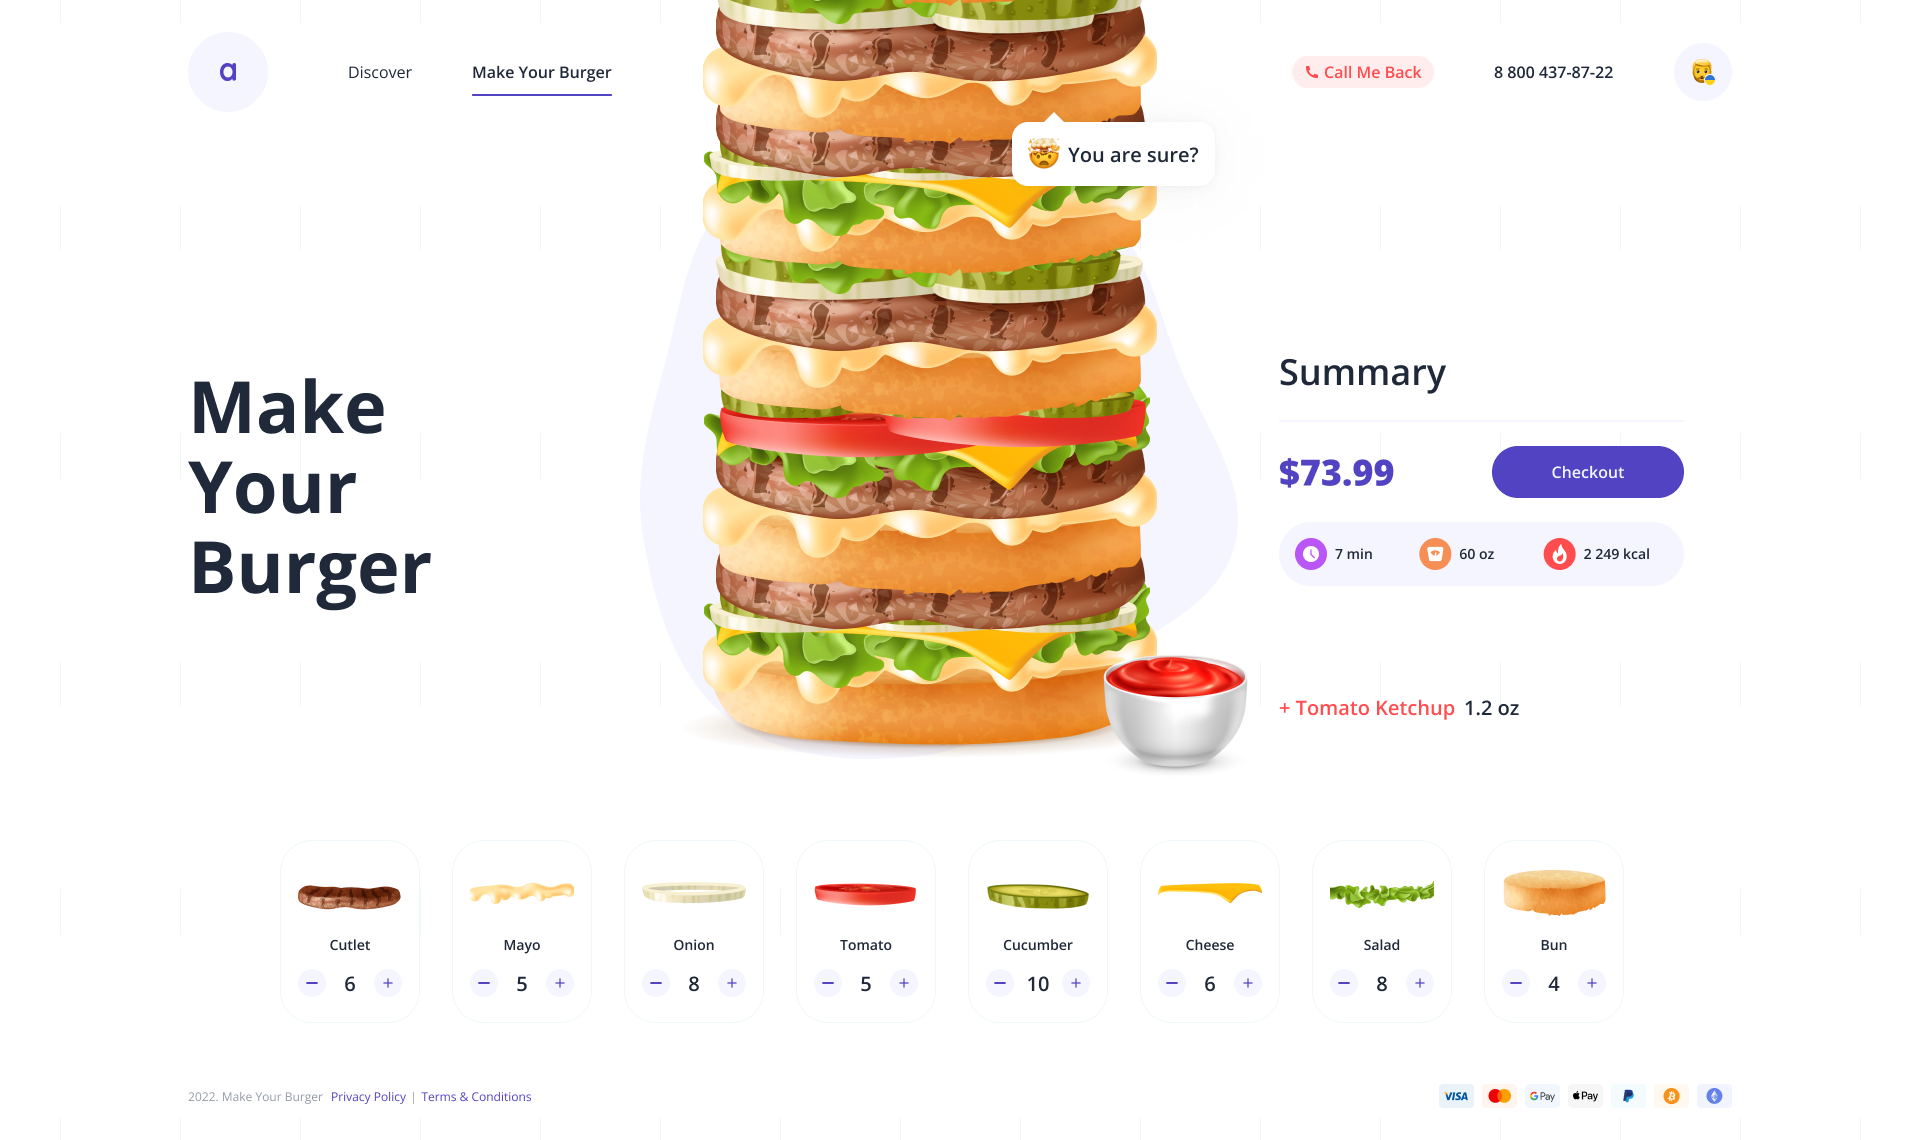 a
Discover
Make Your Burger
Call Me Back
8 800 437-87-22
You are sure?
Make
Your
Burger
Summary
$73.99
Checkout
7 min
60 oz
2 249 kcal
+ Tomato Ketchup 1.2 oz
Cutlet
− 6 +
Mayo
− 5 +
Onion
− 8 +
Tomato
− 5 +
Cucumber
− 10 +
Cheese
− 6 +
Salad
− 8 +
Bun
− 4 +
2022. Make Your Burger Privacy Policy | Terms & Conditions
VISA
G Pay
Pay